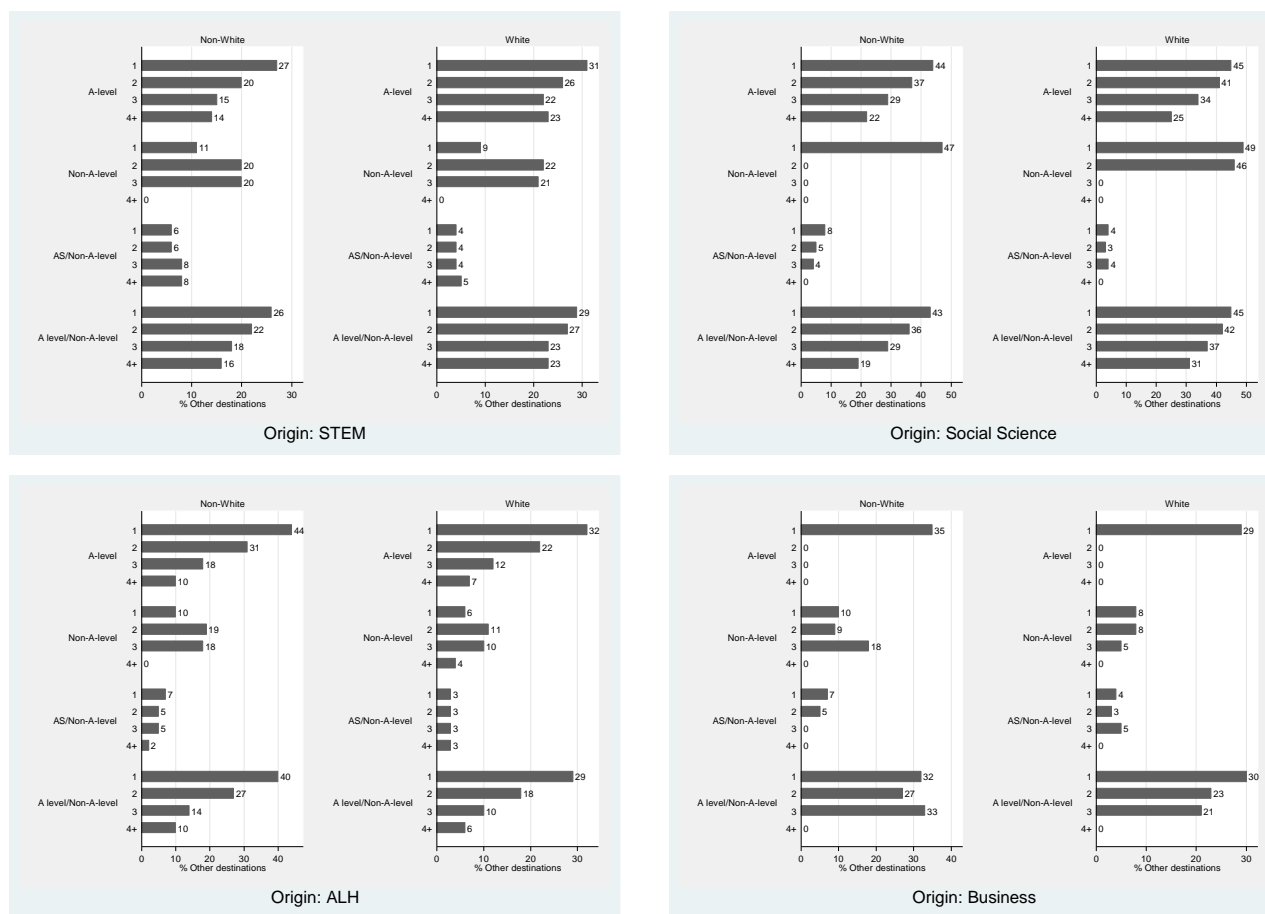 Non-White
A-level
1 27
2 20
3 15
4+ 14
Non-A-level
1 11
2 20
3 20
4+ 0
AS/Non-A-level
1 6
2 6
3 8
4+ 8
A level/Non-A-level
1 26
2 22
3 18
4+ 16
0 10 20 30
% Other destinations
White
A-level
1 31
2 26
3 22
4+ 23
Non-A-level
1 9
2 22
3 21
4+ 0
AS/Non-A-level
1 4
2 4
3 4
4+ 5
A level/Non-A-level
1 29
2 27
3 23
4+ 23
0 10 20 30
% Other destinations
Origin: STEM
Non-White
A-level
1 44
2 37
3 29
4+ 22
Non-A-level
1 47
2 0
3 0
4+ 0
AS/Non-A-level
1 8
2 5
3 4
4+ 0
A level/Non-A-level
1 43
2 36
3 29
4+ 19
0 10 20 30 40 50
% Other destinations
White
A-level
1 45
2 41
3 34
4+ 25
Non-A-level
1 49
2 46
3 0
4+ 0
AS/Non-A-level
1 4
2 3
3 4
4+ 0
A level/Non-A-level
1 45
2 42
3 37
4+ 31
0 10 20 30 40 50
% Other destinations
Origin: Social Science
Non-White
A-level
1 44
2 31
3 18
4+ 10
Non-A-level
1 10
2 19
3 18
4+ 0
AS/Non-A-level
1 7
2 5
3 5
4+ 2
A level/Non-A-level
1 40
2 27
3 14
4+ 10
0 10 20 30 40
% Other destinations
White
A-level
1 32
2 22
3 12
4+ 7
Non-A-level
1 6
2 11
3 10
4+ 4
AS/Non-A-level
1 3
2 3
3 3
4+ 3
A level/Non-A-level
1 29
2 18
3 10
4+ 6
0 10 20 30
% Other destinations
Origin: ALH
Non-White
A-level
1 35
2 0
3 0
4+ 0
Non-A-level
1 10
2 9
3 18
4+ 0
AS/Non-A-level
1 7
2 5
3 0
4+ 0
A level/Non-A-level
1 32
2 27
3 33
4+ 0
0 10 20 30 40
% Other destinations
White
A-level
1 29
2 0
3 0
4+ 0
Non-A-level
1 8
2 8
3 5
4+ 0
AS/Non-A-level
1 4
2 3
3 5
4+ 0
A level/Non-A-level
1 30
2 23
3 21
4+ 0
0 10 20 30
% Other destinations
Origin: Business